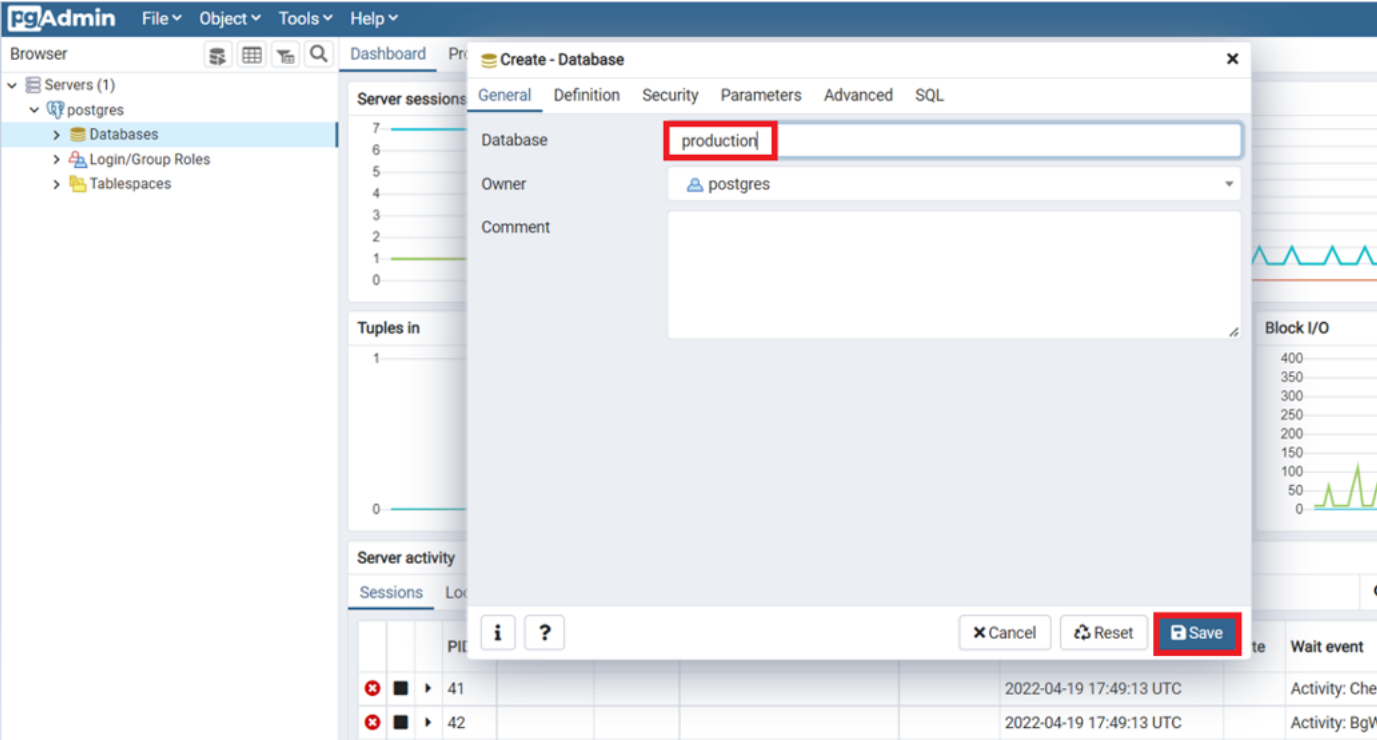 pgAdmin File Object Tools Help
Browser
Servers (1)
postgres
Databases
Login/Group Roles
Tablespaces
Dashboard
Server sessions
7
6
5
4
3
2
1
0
Tuples in
1
0
Server activity
Sessions
Create - Database
General Definition Security Parameters Advanced SQL
Database production
Owner postgres
Comment
i ? Cancel Reset Save
Block I/O
400
350
300
250
200
150
100
50
0
Wait event
41 2022-04-19 17:49:13 UTC Activity: Che
42 2022-04-19 17:49:13 UTC Activity: BgW